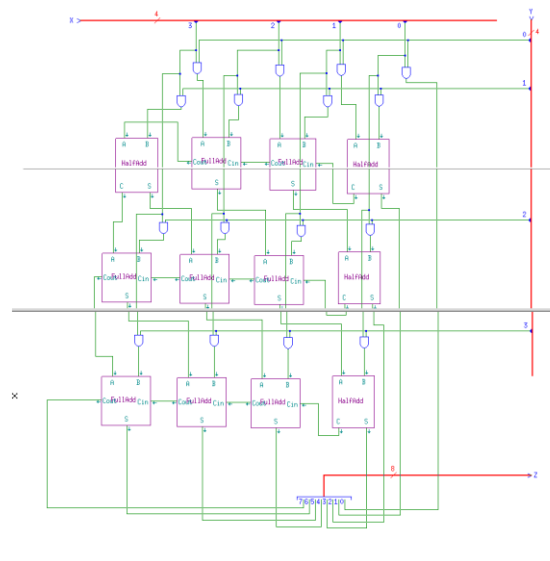 X 4 Y
3 2 1 0
0 4
1
A B A B A B A B
HalfAdd Cout FullAdd Cin Cout FullAdd Cin HalfAdd
C S S S C S
2
A B A B A B A B
Cout FullAdd Cin Cout FullAdd Cin Cout FullAdd Cin HalfAdd
S S S C S
3
A B A B A B A B
Cout FullAdd Cin Cout FullAdd Cin Cout FullAdd Cin HalfAdd
S S S C S
8 Z
7 6 5 4 3 2 1 0